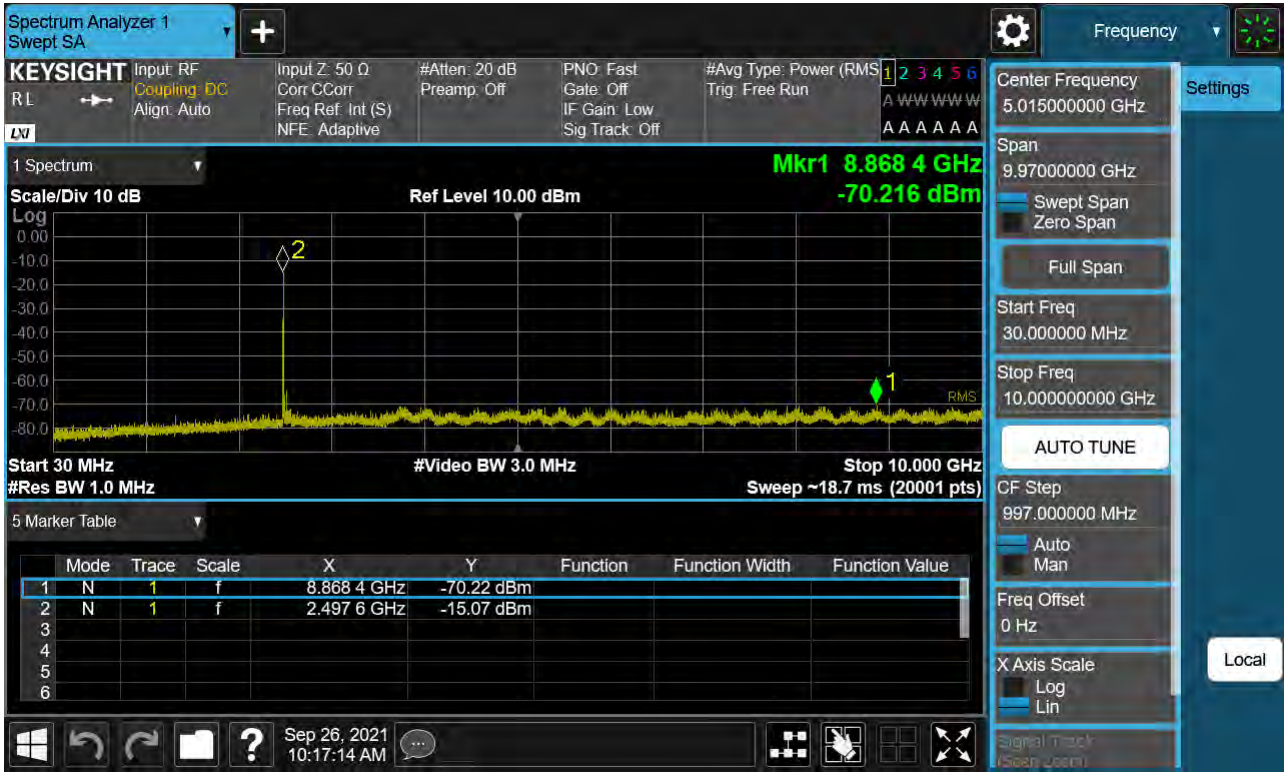 Spectrum Analyzer 1
Swept SA
+
Frequency
KEYSIGHT
RL
LXI
Input: RF
Coupling: DC
Align: Auto
Input Z: 50 Ω
Corr CCorr
Freq Ref: Int (S)
NFE: Adaptive
#Atten: 20 dB
Preamp: Off
PNO: Fast
Gate: Off
IF Gain: Low
Sig Track: Off
#Avg Type: Power (RMS
Trig: Free Run
1 2 3 4 5 6
A W W W W W
A A A A A A
1 Spectrum
Scale/Div 10 dB
Ref Level 10.00 dBm
Mkr1 8.868 4 GHz
-70.216 dBm
Log
0.00
-10.0
-20.0
-30.0
-40.0
-50.0
-60.0
-70.0
-80.0
2
1
RMS
Start 30 MHz
#Video BW 3.0 MHz
Stop 10.000 GHz
#Res BW 1.0 MHz
Sweep ~18.7 ms (20001 pts)
5 Marker Table
Mode Trace Scale X Y Function Function Width Function Value
1 N 1 f 8.868 4 GHz -70.22 dBm
2 N 1 f 2.497 6 GHz -15.07 dBm
3
4
5
6
?
Sep 26, 2021
10:17:14 AM
Center Frequency
5.015000000 GHz
Span
9.97000000 GHz
Swept Span
Zero Span
Full Span
Start Freq
30.000000 MHz
Stop Freq
10.000000000 GHz
AUTO TUNE
CF Step
997.000000 MHz
Auto
Man
Freq Offset
0 Hz
X Axis Scale
Log
Lin
Signal Track
(Span Zoom)
Settings
Local